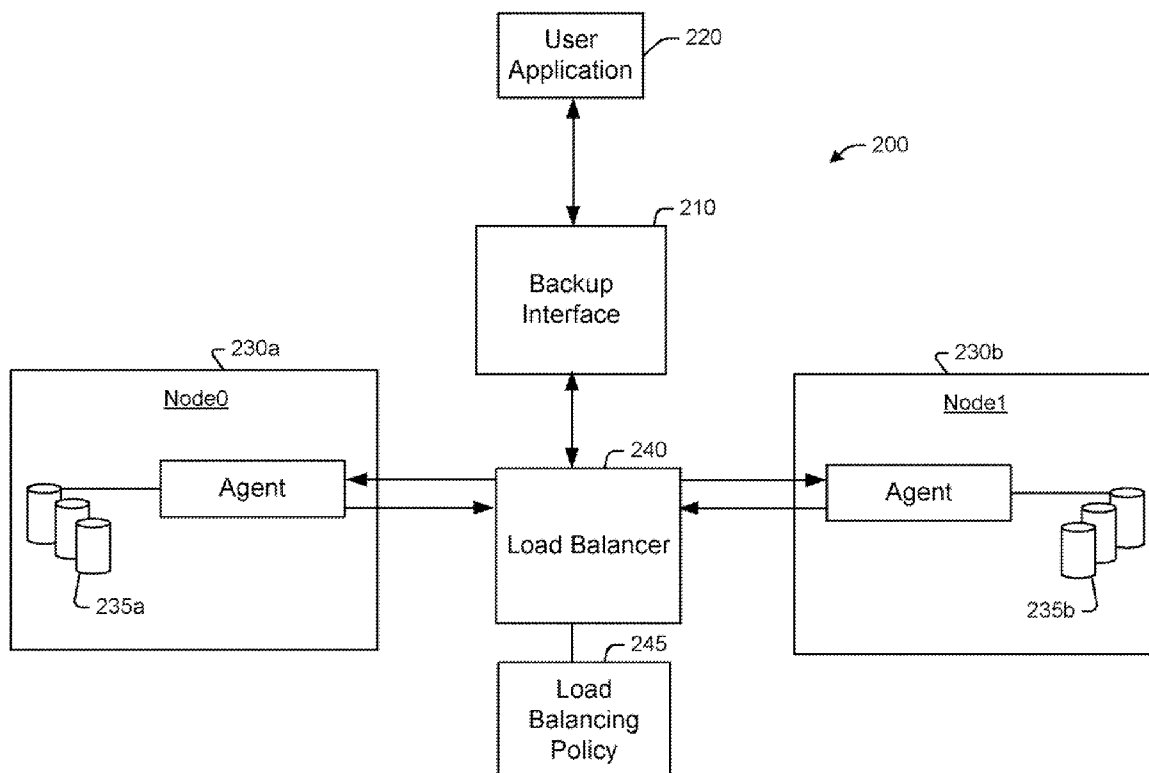 User
Application
220
200
210
Backup
Interface
230a
Node0
230b
Node1
240
Agent
Load Balancer
Agent
235a
235b
245
Load
Balancing
Policy